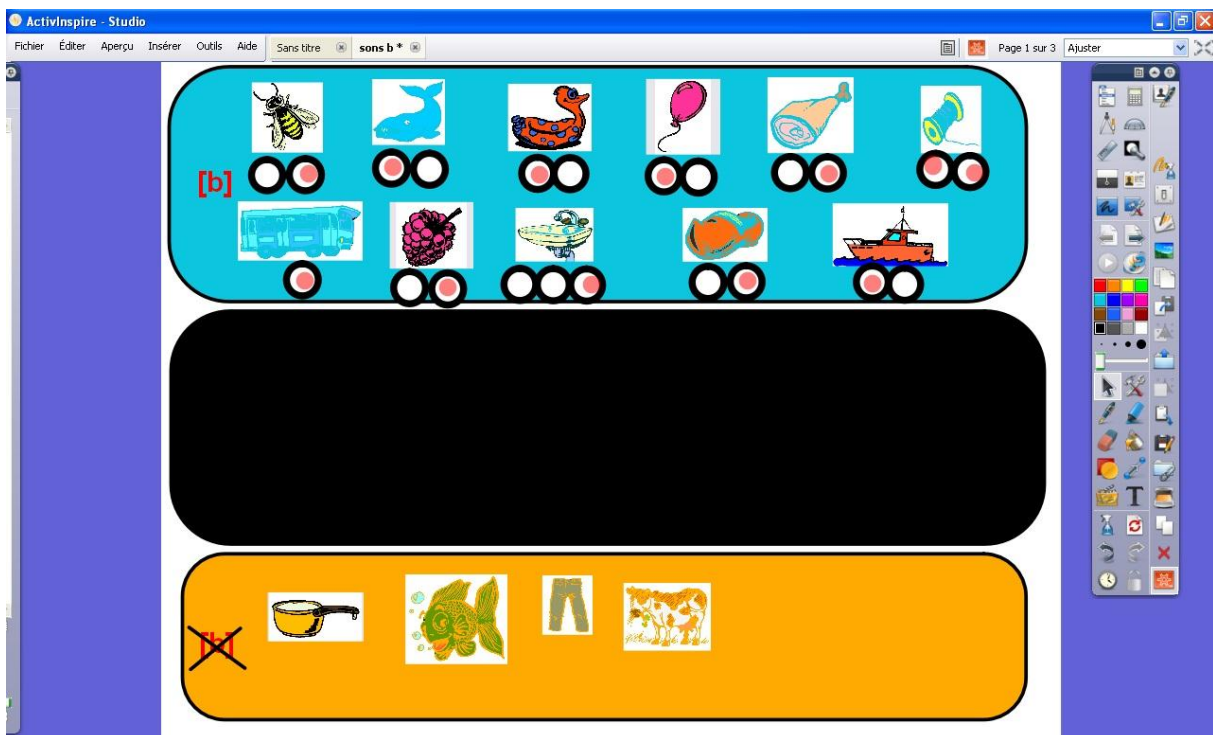 ActivInspire - Studio
Fichier Éditer Aperçu Insérer Outils Aide Sans titre sons b * Page 1 sur 3 Ajuster
[b]
[b]